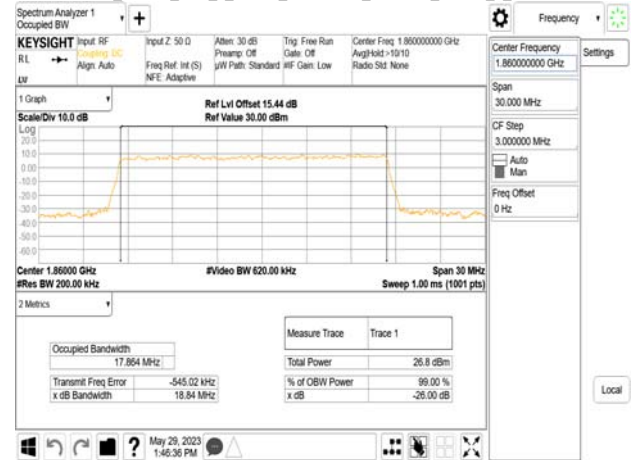 Spectrum Analyzer 1
Occupied BW
+
Frequency
KEYSIGHT
RL
Input: RF
Coupling: DC
Align: Auto
Input Z: 50 Ω
Freq Ref: Int (S)
NFE: Adaptive
Atten: 30 dB
Preamp: Off
µW Path: Standard
Trig: Free Run
Gate: Off
#IF Gain: Low
Center Freq: 1.860000000 GHz
Avg|Hold:>10/10
Radio Std: None
Center Frequency
1.860000000 GHz
Settings
Span
30.000 MHz
CF Step
3.000000 MHz
Auto
Man
Freq Offset
0 Hz
1 Graph
Scale/Div 10.0 dB
Ref Lvl Offset 15.44 dB
Ref Value 30.00 dBm
Log
20.0
10.0
0.00
-10.0
-20.0
-30.0
-40.0
-50.0
-60.0
Center 1.86000 GHz
#Video BW 620.00 kHz
Span 30 MHz
#Res BW 200.00 kHz
Sweep 1.00 ms (1001 pts)
2 Metrics
Measure Trace Trace 1
Occupied Bandwidth
17.864 MHz
Total Power 26.8 dBm
Transmit Freq Error -545.02 kHz
% of OBW Power 99.00 %
x dB Bandwidth 18.84 MHz
x dB -26.00 dB
Local
?
May 29, 2023
1:46:36 PM